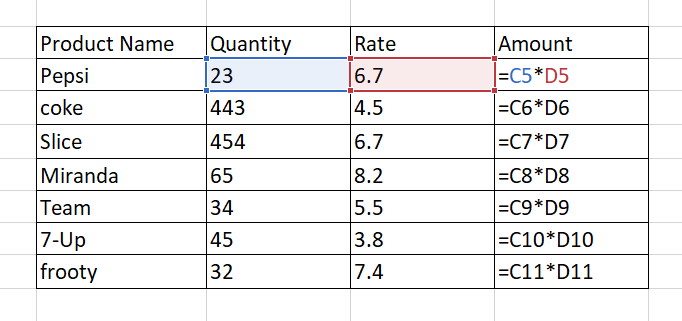 Product Name Quantity Rate Amount
Pepsi 23 6.7 =C5*D5
coke 443 4.5 =C6*D6
Slice 454 6.7 =C7*D7
Miranda 65 8.2 =C8*D8
Team 34 5.5 =C9*D9
7-Up 45 3.8 =C10*D10
frooty 32 7.4 =C11*D11